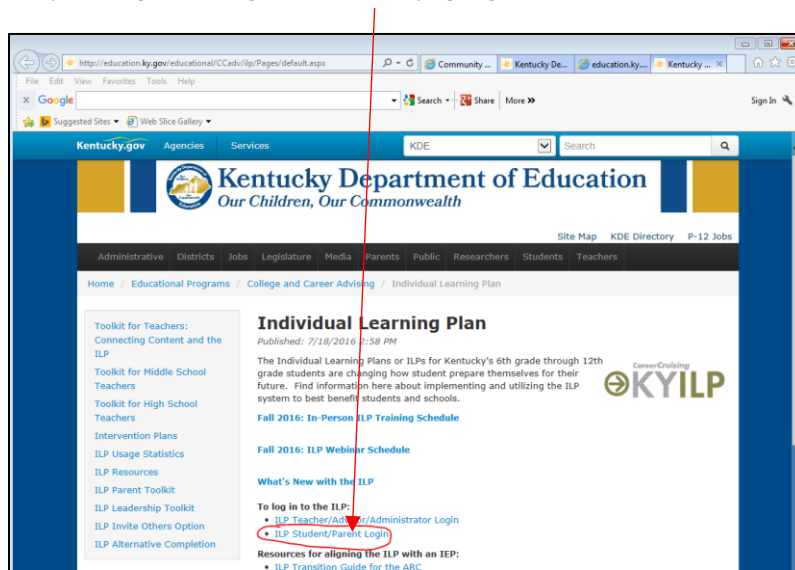 http://education.ky.gov/educational/CCadv/ilp/Pages/default.aspx
Community ...
Kentucky De...
education.ky....
Kentucky ...
File Edit View Favorites Tools Help
x Google
Search
Share
More »
Sign In
Suggested Sites
Web Slice Gallery
Kentucky.gov Agencies Services
KDE
Search
Kentucky Department of Education
Our Children, Our Commonwealth
Site Map KDE Directory P-12 Jobs
Administrative Districts Jobs Legislature Media Parents Public Researchers Students Teachers
Home / Educational Programs / College and Career Advising / Individual Learning Plan
Toolkit for Teachers:
Connecting Content and the
ILP
Toolkit for Middle School
Teachers
Toolkit for High School
Teachers
Intervention Plans
ILP Usage Statistics
ILP Resources
ILP Parent Toolkit
ILP Leadership Toolkit
ILP Invite Others Option
ILP Alternative Completion
Individual Learning Plan
Published: 7/18/2016 2:58 PM
The Individual Learning Plans or ILPs for Kentucky's 6th grade through 12th
grade students are changing how student prepare themselves for their
future. Find information here about implementing and utilizing the ILP
system to best benefit students and schools.
CareerCruising
KYILP
Fall 2016: In-Person ILP Training Schedule
Fall 2016: ILP Webinar Schedule
What's New with the ILP
To log in to the ILP:
• ILP Teacher/Advisor/Administrator Login
• ILP Student/Parent Login
Resources for aligning the ILP with an IEP:
• ILP Transition Guide for the ARC